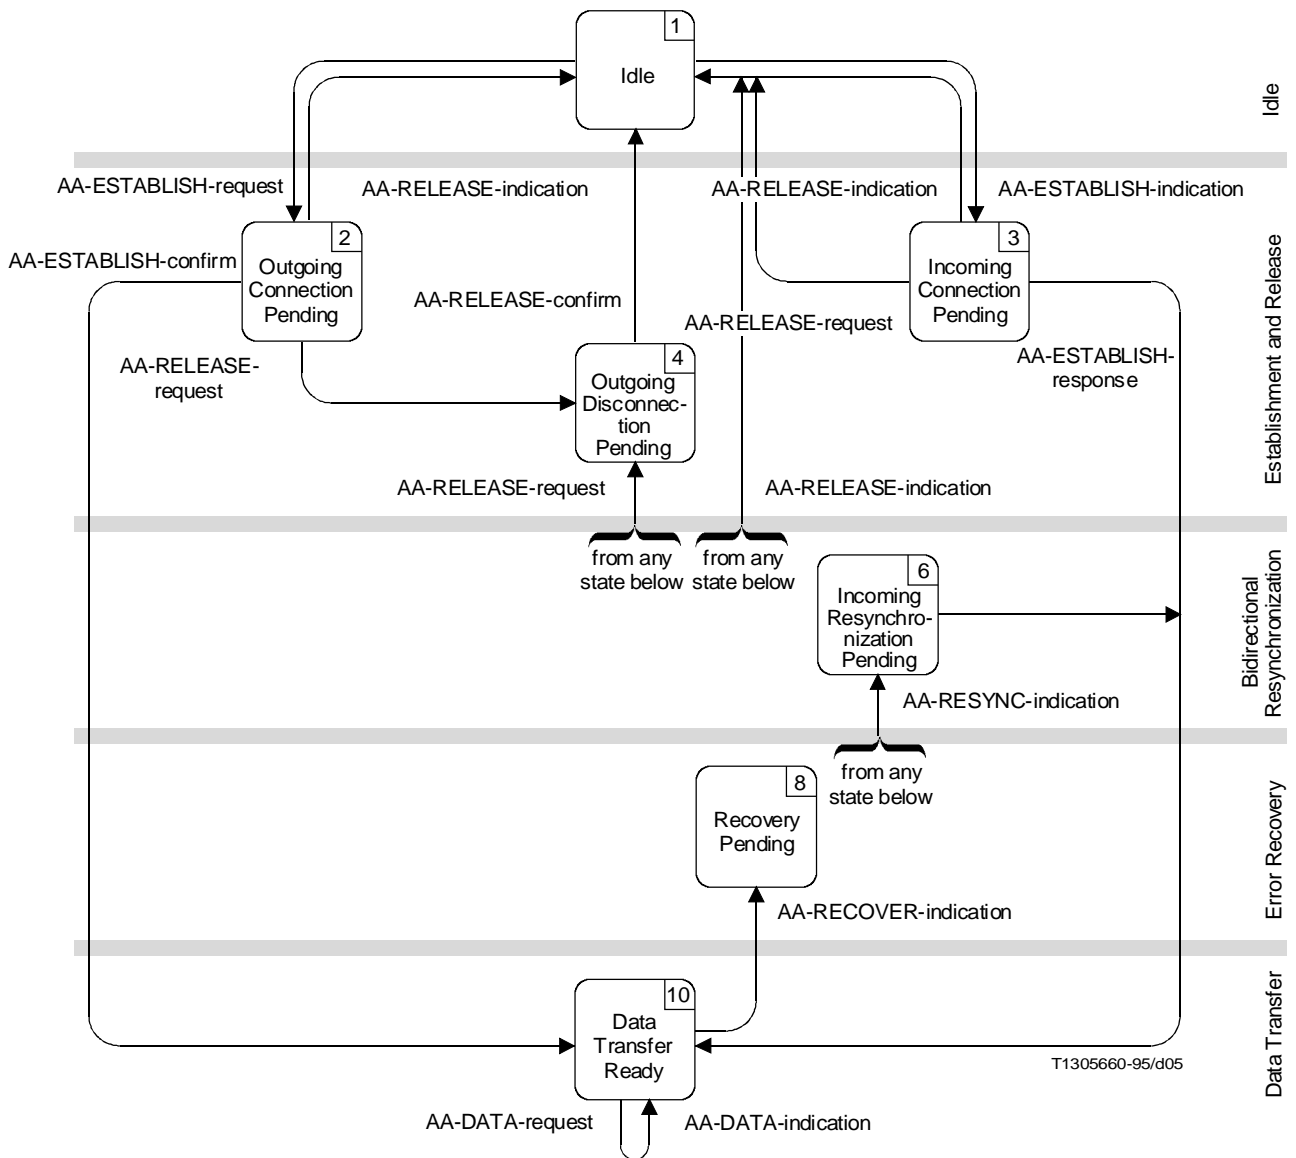 1
Idle
Idle
AA-ESTABLISH-request
AA-RELEASE-indication
AA-RELEASE-indication
AA-ESTABLISH-indication
2
Outgoing
Connection
Pending
3
Incoming
Connection
Pending
AA-ESTABLISH-confirm
AA-RELEASE-confirm
AA-RELEASE-request
AA-RELEASE-
request
4
Outgoing
Disconnec-
tion
Pending
AA-ESTABLISH-
response
Establishment and Release
AA-RELEASE-request
AA-RELEASE-indication
from any
state below
from any
state below
6
Incoming
Resynchro-
nization
Pending
Bidirectional
Resynchronization
AA-RESYNC-indication
from any
state below
8
Recovery
Pending
Error Recovery
AA-RECOVER-indication
10
Data
Transfer
Ready
Data Transfer
T1305660-95/d05
AA-DATA-request
AA-DATA-indication